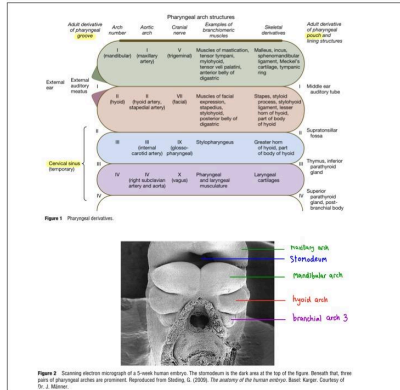 Pharyngeal arch structures
Adult derivative of pharyngeal groove
Arch number
Aortic arch
Cranial nerve
Examples of branchiomeric muscles
Skeletal derivatives
Adult derivative of pharyngeal pouch and lining structures
I (mandibular)
I (maxillary artery)
V (trigeminal)
Muscles of mastication, tensor tympani, mylohyoid, tensor veli palatini, anterior belly of digastric
Malleus, incus, sphenomandibular ligament, Meckel's cartilage, tympanic ring
External ear
External auditory meatus
I
I
Middle ear auditory tube
II (hyoid)
II (hyoid artery, stapedial artery)
VII (facial)
Muscles of facial expression, stapedius, stylohyoid, posterior belly of digastric
Stapes, styloid process, stylohyoid ligament, lesser horn of hyoid, part of body of hyoid
II
II
Supratonsillar fossa
Cervical sinus (temporary)
III
III (internal carotid artery)
IX (glosso-pharyngeal)
Stylopharyngeus
Greater horn of hyoid, part of body of hyoid
III
III
Thymus, inferior parathyroid gland
IV
IV (right subclavian artery and aorta)
X (vagus)
Pharyngeal and laryngeal musculature
Laryngeal cartilages
IV
IV
Superior parathyroid gland, post-branchial body
Figure 1 Pharyngeal derivatives.
maxillary arch
Stomodeum
mandibular arch
hyoid arch
branchial arch 3
Figure 2 Scanning electron micrograph of a 5-week human embryo. The stomodeum is the dark area at the top of the figure. Beneath that, three
pairs of pharyngeal arches are prominent. Reproduced from Steding, G. (2009). The anatomy of the human embryo. Basel: Karger. Courtesy of
Dr. J. Männer.